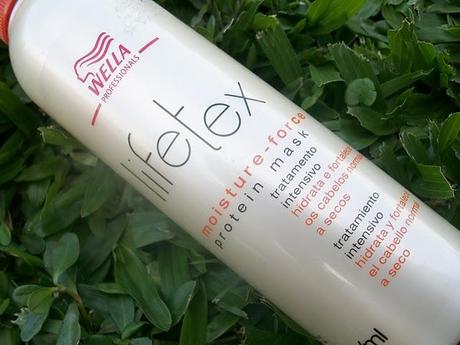 WELLA
PROFESSIONALS
lifetex
moisture-force
protein mask
tratamento
intensivo
hidrata e fortalece
os cabelos normais
a secos
tratamiento
intensivo
hidrata y fortalece
el cabello normal
a seco
ml